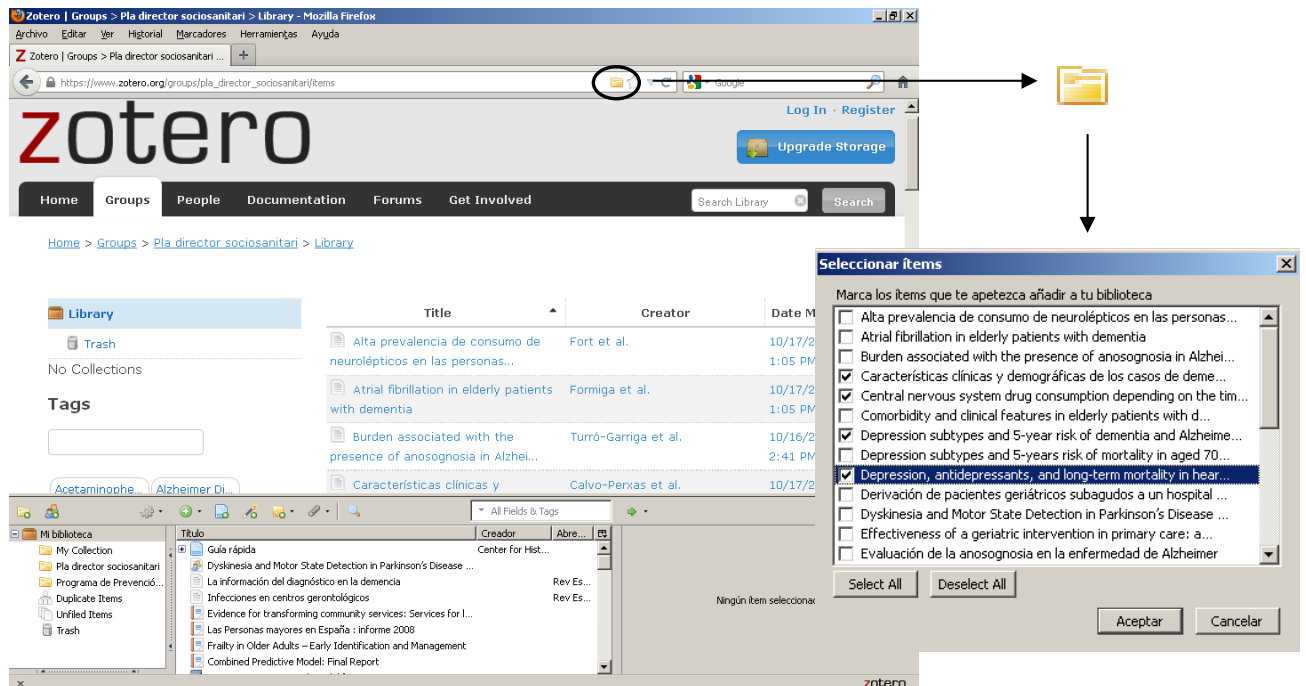 Zotero | Groups > Pla director sociosanitari > Library - Mozilla Firefox
Archivo Editar Ver Historial Marcadores Herramientas Ayuda
Z Zotero | Groups > Pla director sociosanitari ... +
https://www.zotero.org/groups/pla_director_sociosanitari/items
Google
zotero
Log In · Register
Upgrade Storage
Home Groups People Documentation Forums Get Involved
Search Library Search
Home > Groups > Pla director sociosanitari > Library
Library
Trash
No Collections
Tags
Acetaminophe... Alzheimer Di...
Title Creator Date M
Alta prevalencia de consumo de Fort et al. 10/17/2
neurolépticos en las personas... 1:05 PM
Atrial fibrillation in elderly patients Formiga et al. 10/17/2
with dementia 1:05 PM
Burden associated with the Turró-Garriga et al. 10/16/2
presence of anosognosia in Alzhei... 2:41 PM
Características clínicas y Calvo-Perxas et al. 10/17/2
Seleccionar ítems
Marca los ítems que te apetezca añadir a tu biblioteca
Alta prevalencia de consumo de neurolépticos en las personas...
Atrial fibrillation in elderly patients with dementia
Burden associated with the presence of anosognosia in Alzhei...
Características clínicas y demográficas de los casos de deme...
Central nervous system drug consumption depending on the tim...
Comorbidity and clinical features in elderly patients with d...
Depression subtypes and 5-year risk of dementia and Alzheime...
Depression subtypes and 5-years risk of mortality in aged 70...
Depression, antidepressants, and long-term mortality in hear...
Derivación de pacientes geriátricos subagudos a un hospital ...
Dyskinesia and Motor State Detection in Parkinson's Disease ...
Effectiveness of a geriatric intervention in primary care: a...
Evaluación de la anosognosia en la enfermedad de Alzheimer
Select All Deselect All
Aceptar Cancelar
All Fields & Tags
Mi biblioteca
My Collection
Pla director sociosanitari
Programa de Prevenció...
Duplicate Items
Unfiled Items
Trash
Título Creador Abre...
Guía rápida Center for Hist...
Dyskinesia and Motor State Detection in Parkinson's Disease ...
La información del diagnóstico en la demencia Rev Es...
Infecciones en centros gerontológicos Rev Es...
Evidence for transforming community services: Services for l...
Las Personas mayores en España : informe 2008
Frailty in Older Adults – Early Identification and Management
Combined Predictive Model: Final Report
Ningún ítem seleccionad
zotero